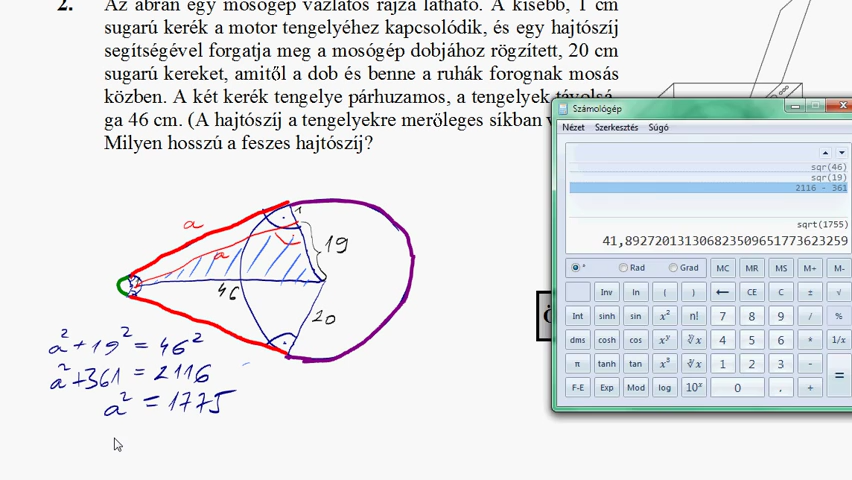 2. Az ábrán egy mosógép vázlatos rajza látható. A kisebb, 1 cm
sugarú kerék a motor tengelyéhez kapcsolódik, és egy hajtószíj
segítségével forgatja meg a mosógép dobjához rögzített, 20 cm
sugarú kereket, amitől a dob és benne a ruhák forognak mosás
közben. A két kerék tengelye párhuzamos, a tengelyek távolsá-
ga 46 cm. (A hajtószíj a tengelyekre merőleges síkban
Milyen hosszú a feszes hajtószíj?
a
a
1
19
46
20
a² + 19² = 46²
a² + 361 = 2116
a² = 1775
Számológép
Nézet Szerkesztés Súgó
sqr(46)
sqr(19)
2116 - 361
sqrt(1755)
41,892720131306823509651773623259
° Rad Grad MC MR MS M+ M-
Inv ln ( ) ← CE C ± √
Int sinh sin x² n! 7 8 9 / %
dms cosh cos xʸ ʸ√x 4 5 6 * 1/x
π tanh tan x³ ³√x 1 2 3 - =
F-E Exp Mod log 10ˣ 0 , +